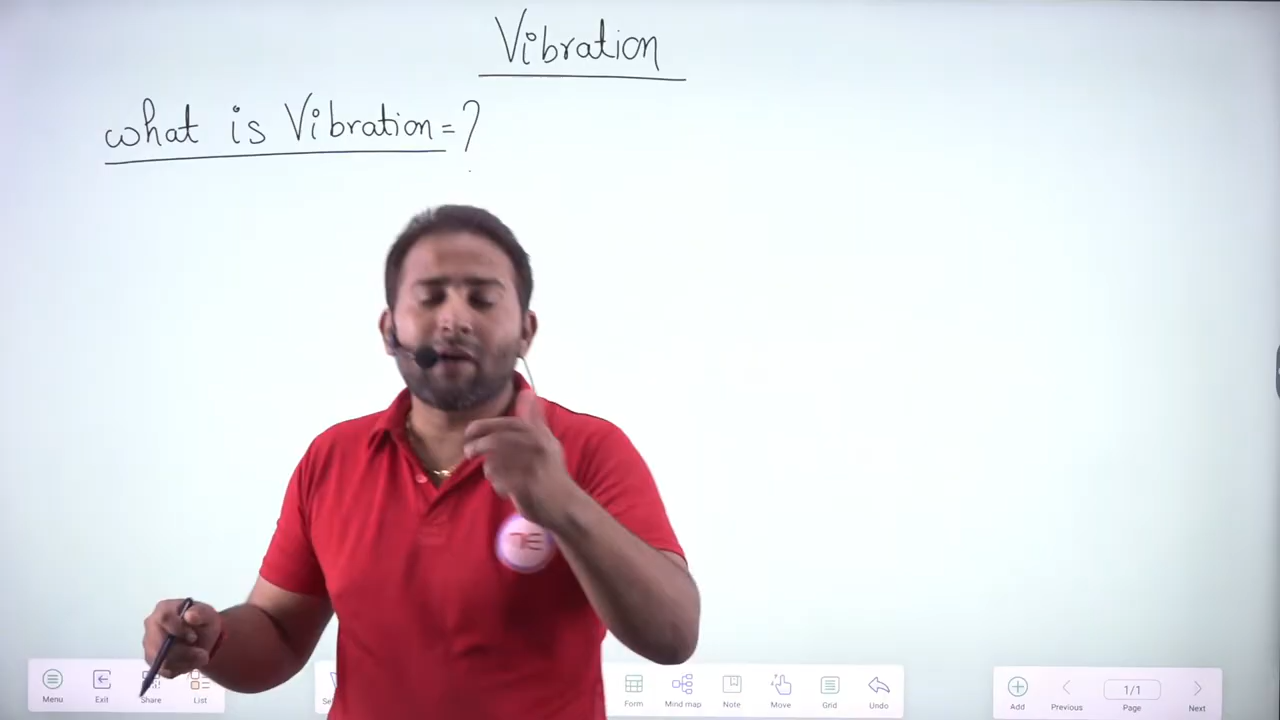 Vibration
what is Vibration = ?
Menu
Exit
Share
List
Form
Mind map
Note
Move
Grid
Undo
Add
Previous
1/1
Page
Next